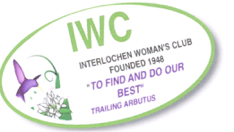 IWC
INTERLOCHEN WOMAN'S CLUB
FOUNDED 1948
"TO FIND AND DO OUR
BEST"
TRAILING ARBUTUS